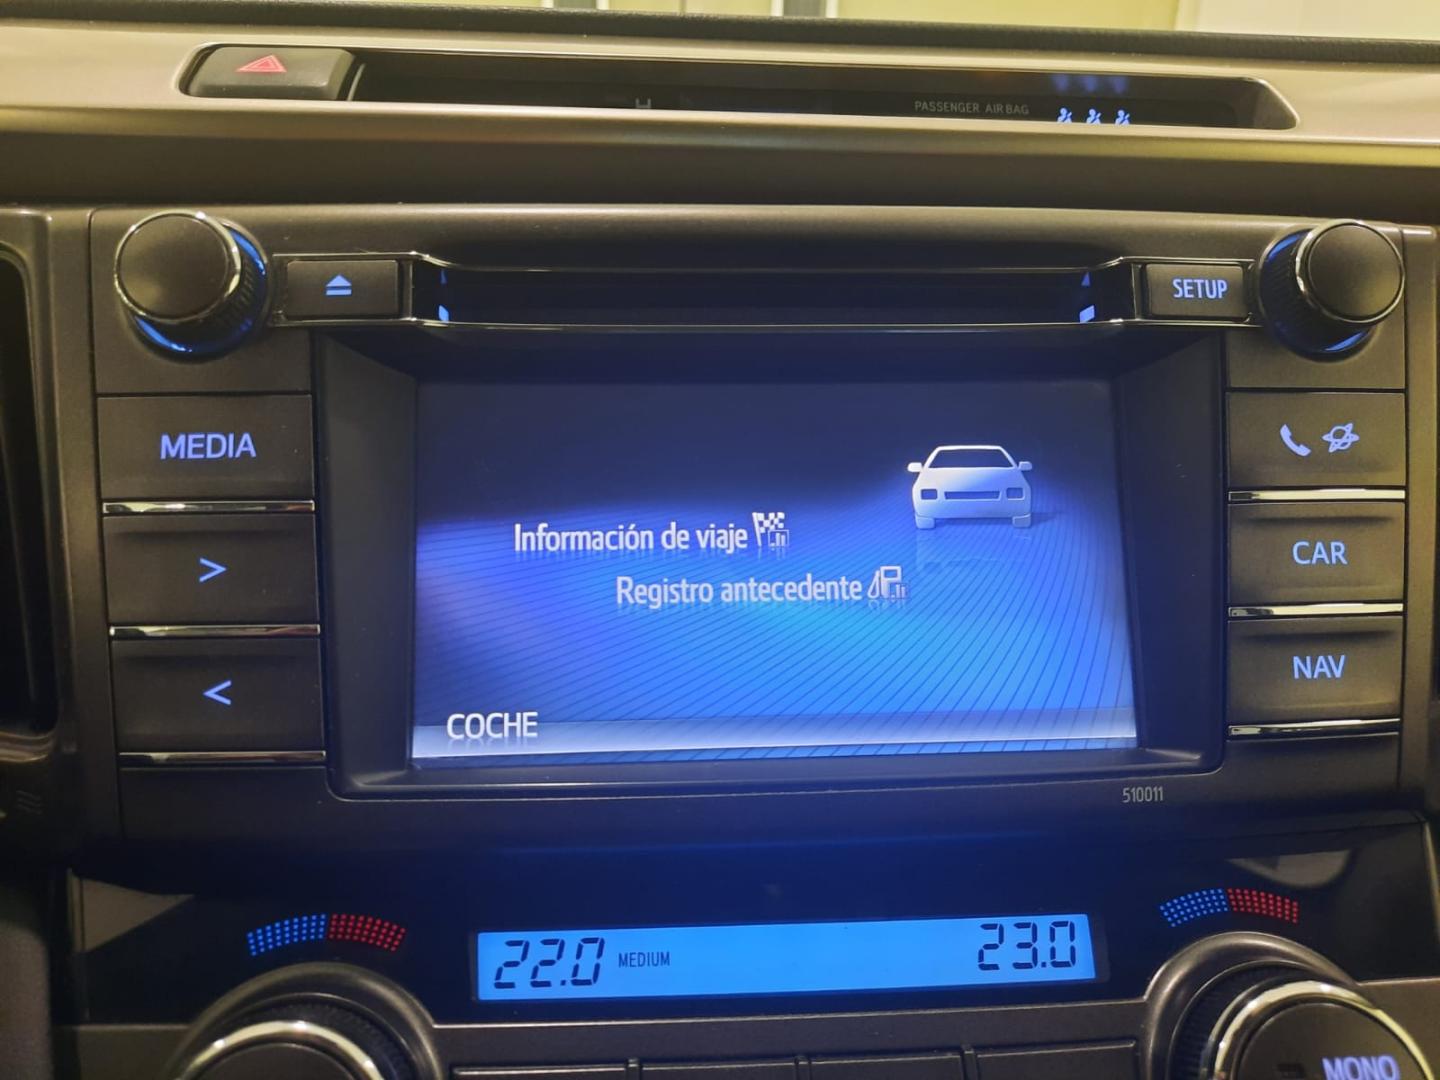 PASSENGER AIR BAG
SETUP
MEDIA
>
<
CAR
NAV
Información de viaje
Registro antecedente
COCHE
510011
22.0 MEDIUM 23.0
MONO